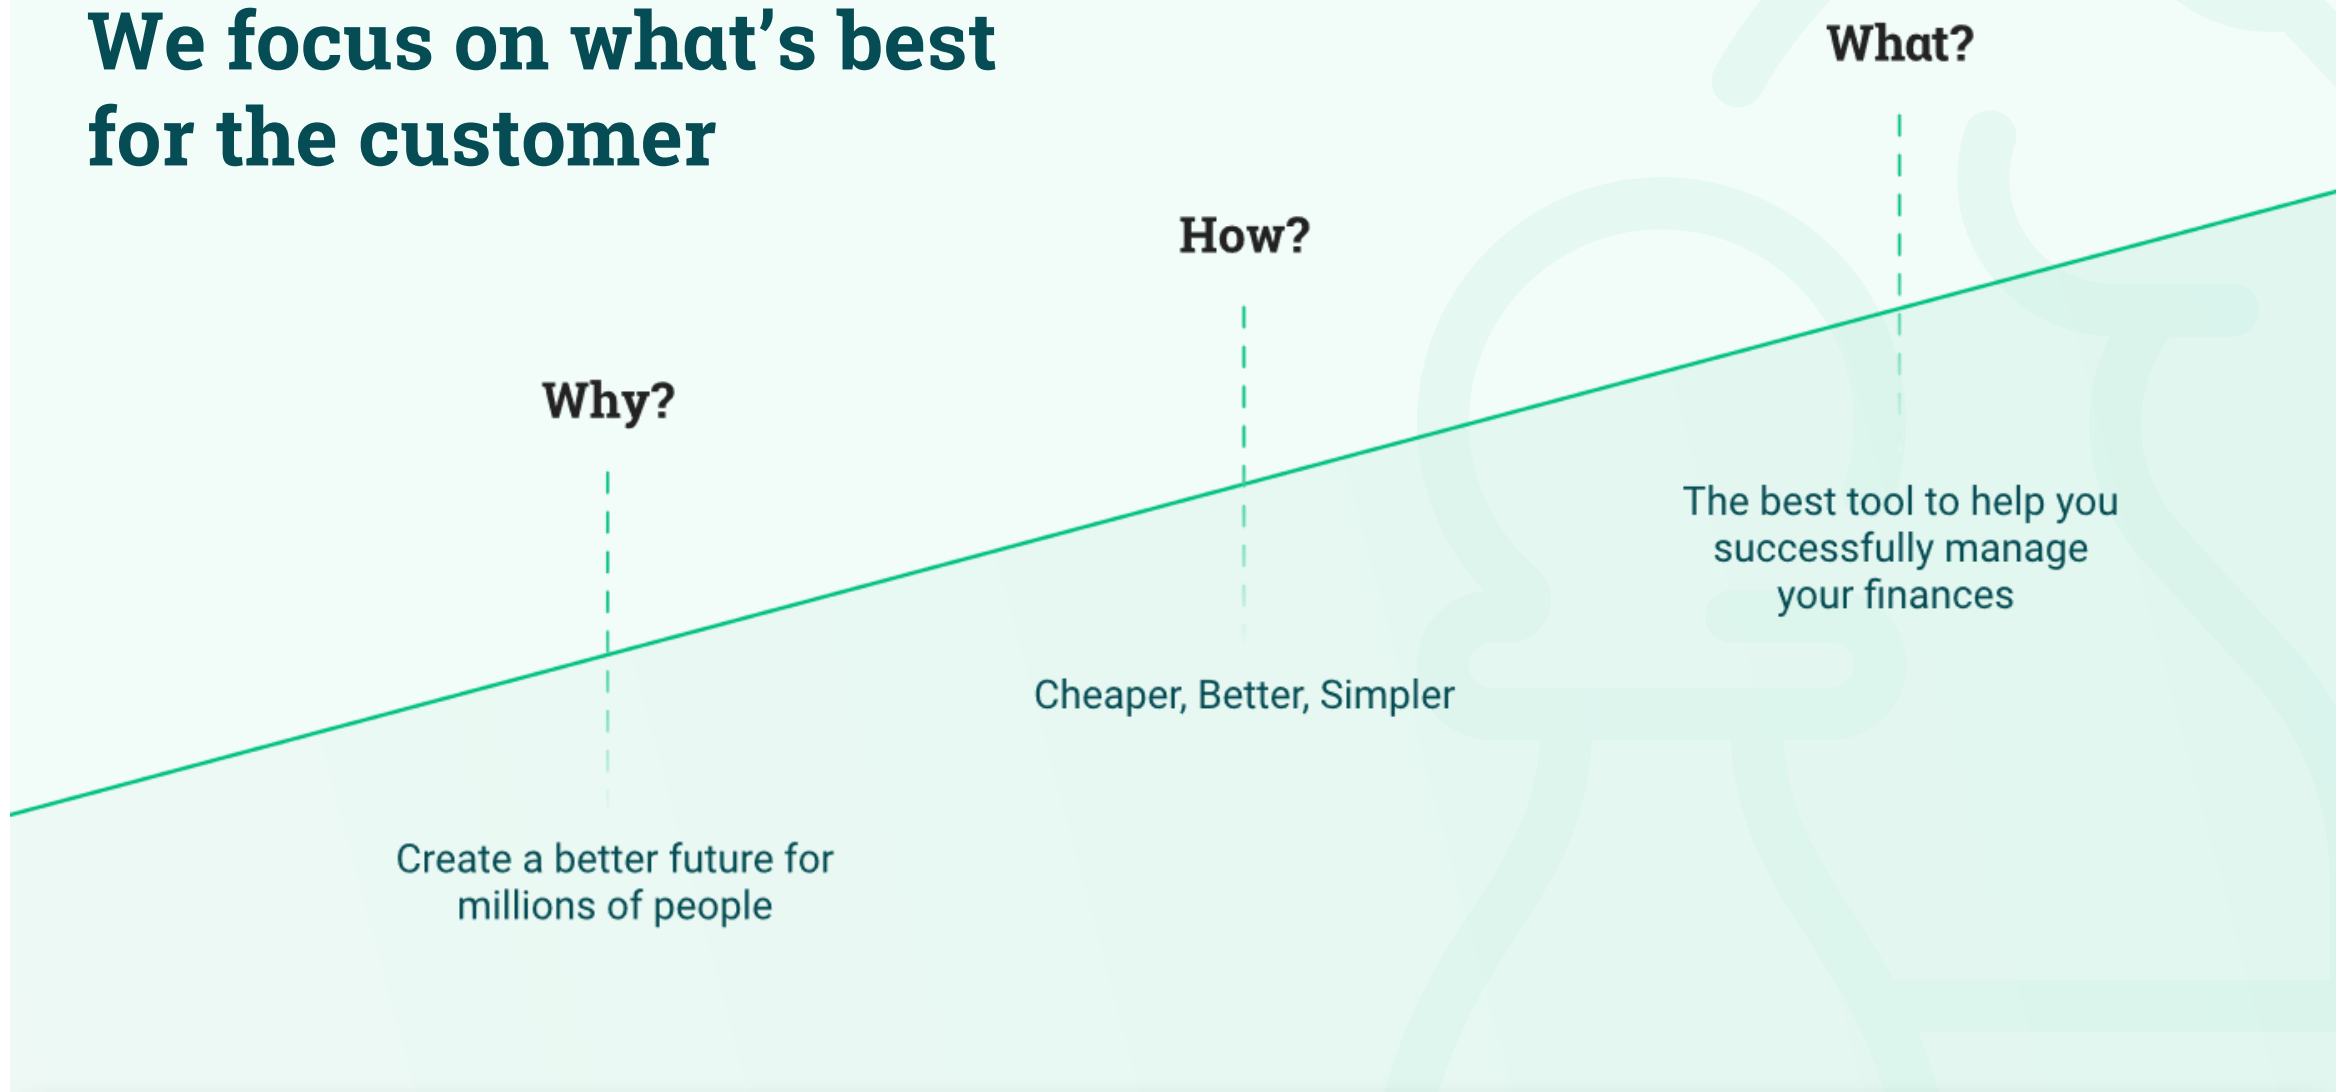 We focus on what’s best
for the customer
Why?
Create a better future for
millions of people
How?
Cheaper, Better, Simpler
What?
The best tool to help you
successfully manage
your finances